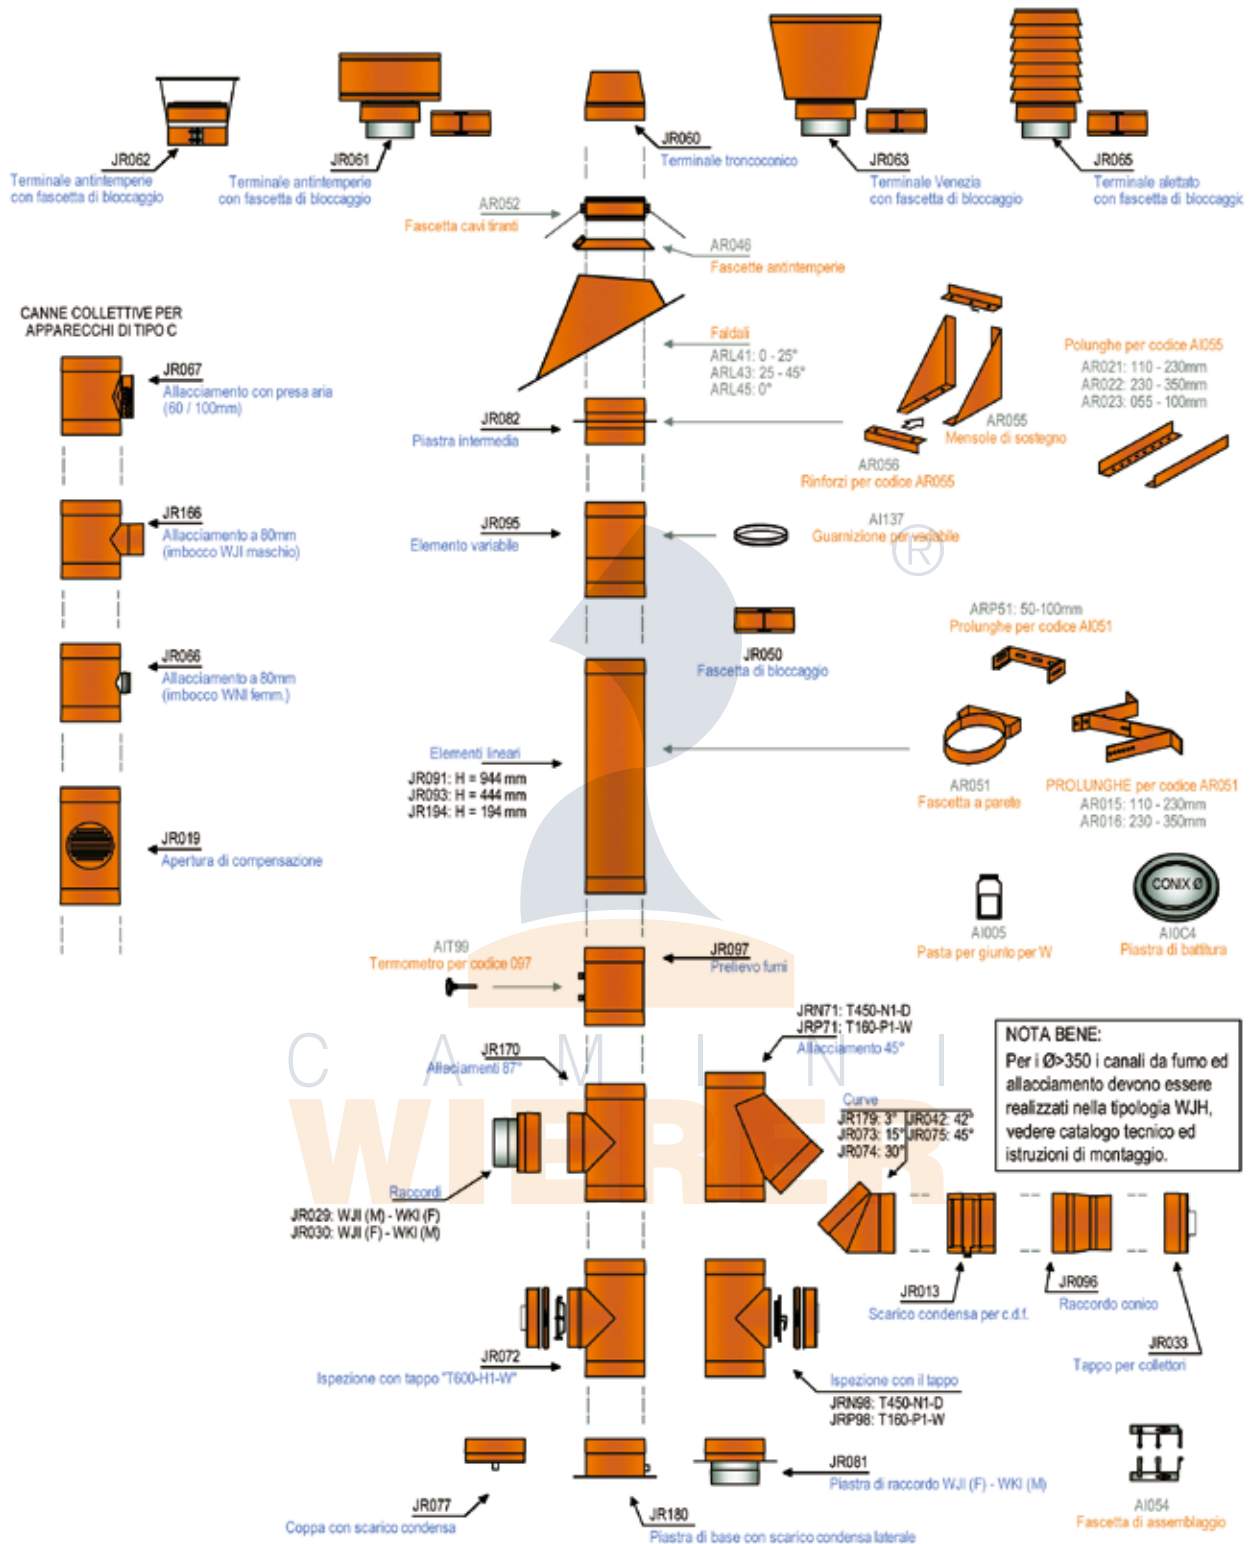 JR062
Terminale antintemperie
con fascetta di bloccaggio
JR061
Terminale antintemperie
con fascetta di bloccaggio
JR060
Terminale troncoconico
JR063
Terminale Venezia
con fascetta di bloccaggio
JR065
Terminale alettato
con fascetta di bloccaggio
AR052
Fascetta cavi tiranti
AR046
Fascette antintemperie
CANNE COLLETTIVE PER
APPARECCHI DI TIPO C
Faldali
ARL41: 0 - 25°
ARL43: 25 - 45°
ARL45: 0°
Polunghe per codice AI055
AR021: 110 - 230mm
AR022: 230 - 350mm
AR023: 055 - 100mm
JR067
Allacciamento con presa aria
(60 / 100mm)
JR082
Piastra intermedia
AR055
Mensole di sostegno
AR056
Rinforzi per codice AR055
JR166
Allacciamento a 80mm
(imbocco WJI maschio)
JR095
Elemento variabile
AI137
Guarnizione per variabile
®
ARP51: 50-100mm
Prolunghe per codice AI051
JR066
Allacciamento a 80mm
(imbocco WNI femm.)
JR050
Fascetta di bloccaggio
Elementi lineari
JR091: H = 944 mm
JR093: H = 444 mm
JR194: H = 194 mm
AR051
Fascetta a parete
PROLUNGHE per codice AR051
AR015: 110 - 230mm
AR016: 230 - 350mm
JR019
Apertura di compensazione
CONIX Ø
AI005
Pasta per giunto per W
AI0C4
Piastra di battitura
AIT99
Termometro per codice 097
JR097
Prelievo fumi
JRN71: T450-N1-D
JRP71: T160-P1-W
Allacciamento 45°
NOTA BENE:
Per i Ø>350 i canali da fumo ed
allacciamento devono essere
realizzati nella tipologia WJH,
vedere catalogo tecnico ed
istruzioni di montaggio.
JR170
Allacciamenti 87°
CAMINI
WIERER
Curve
JR179: 3° JR042: 42°
JR073: 15° JR075: 45°
JR074: 30°
Raccordi
JR029: WJI (M) - WKI (F)
JR030: WJI (F) - WKI (M)
JR013
Scarico condensa per c.d.f.
JR096
Raccordo conico
JR033
Tappo per collettori
JR072
Ispezione con tappo "T600-H1-W"
Ispezione con il tappo
JRN98: T450-N1-D
JRP98: T160-P1-W
JR081
Piastra di raccordo WJI (F) - WKI (M)
JR077
Coppa con scarico condensa
JR180
Piastra di base con scarico condensa laterale
AI054
Fascetta di assemblaggio